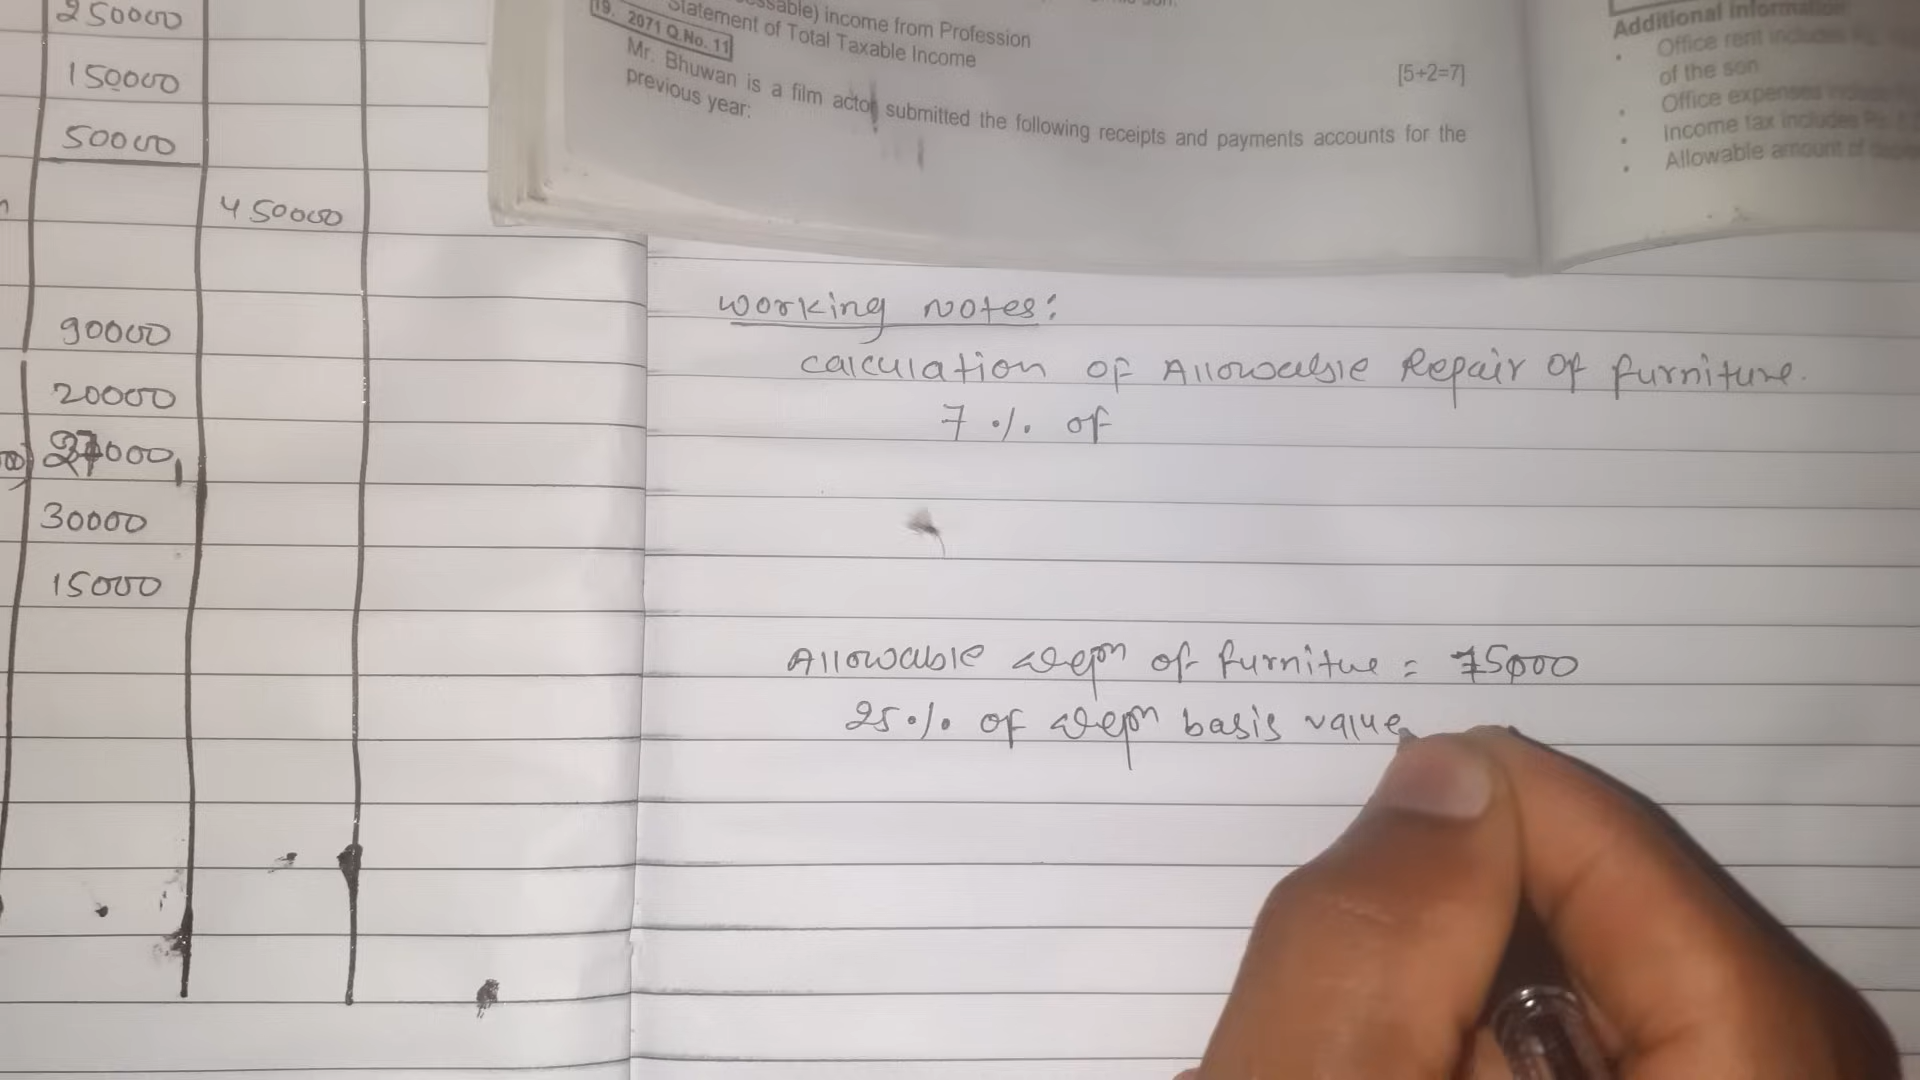 250000
150000
50000
450000
90000
20000
000
30000
15000
income from Profession
Statement of Total Taxable Income
[5+2=7]
19. 2071 Q.No. 11
Mr. Bhuwan is a film actor submitted the following receipts and payments accounts for the
previous year:
Additional information
Office rent includes
of the son
Office expenses
Income tax includes
Allowable amount of
working notes:
calculation of Allowable Repair of furniture.
7 % of
Allowable depn of furnitue = 75000
25% of depn basis value